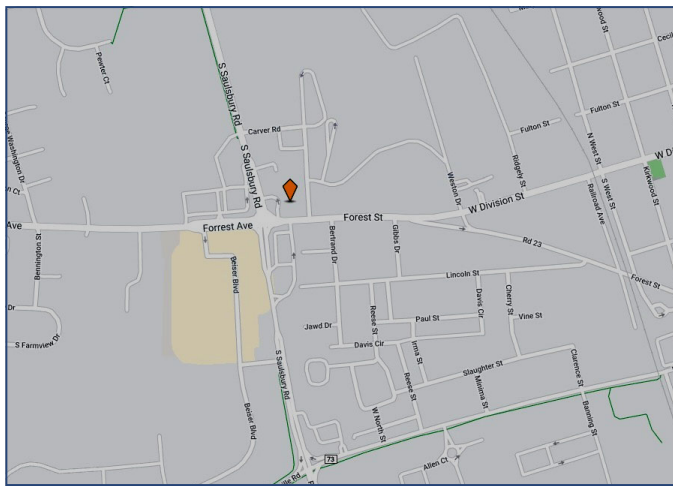 Pewter Ct
S Saulsbury Rd
Carver Rd
S Saulsbury Rd
Weston Dr
Ridgely St
Fulton St
Fulton St
Cecil
N West St
S West St
Railroad Ave
Kirkwood St
W Di
W Division St
Forest St
Forrest Ave
Ave
Bennington St
Beiser Blvd
Bertrand Dr
Gibbs Dr
Rd 23
Forest St
Lincoln St
Dr
S Farmview Dr
Jawd Dr
Reese St
Paul St
Davis Cir
Cherry St
Vine St
Davis Cir
Irma St
Slaughter St
Clarence St
S Saulsbury Rd
Reese St
Minima St
W North St
Banning St
Beiser Blvd
73
Allen Ct